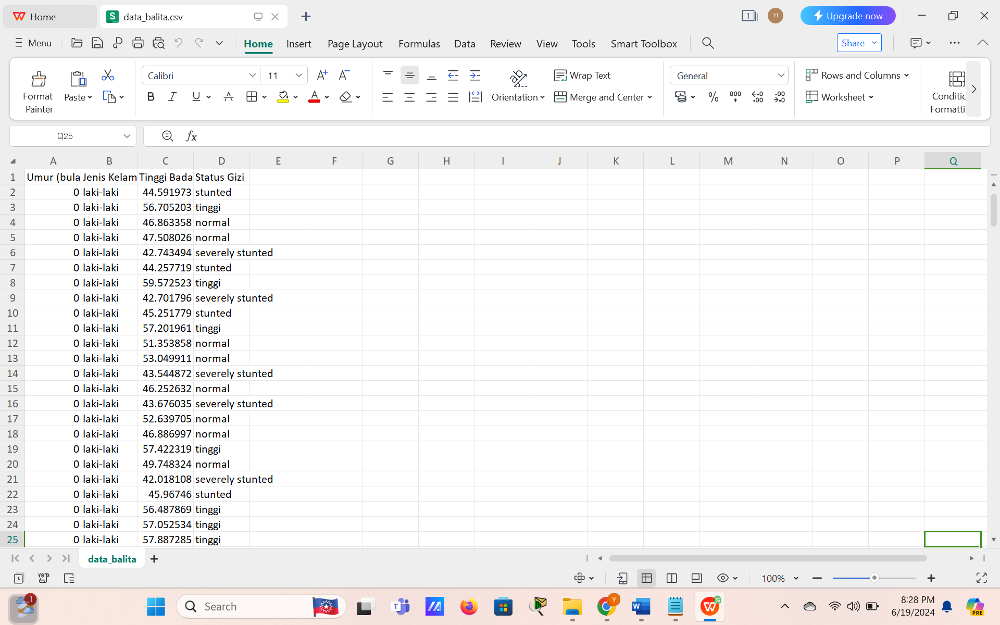 Home
data_balita.csv
1
YI
Upgrade now
Menu
Home Insert Page Layout Formulas Data Review View Tools Smart Toolbox
Share
Format Painter
Paste
Calibri 11
Orientation
Wrap Text
Merge and Center
General
Rows and Columns
Worksheet
Conditic
Formatti
Q25
fx
A B C D E F G H I J K L M N O P Q
1 Umur (bula Jenis Kelam Tinggi Bada Status Gizi
2 0 laki-laki 44.591973 stunted
3 0 laki-laki 56.705203 tinggi
4 0 laki-laki 46.863358 normal
5 0 laki-laki 47.508026 normal
6 0 laki-laki 42.743494 severely stunted
7 0 laki-laki 44.257719 stunted
8 0 laki-laki 59.572523 tinggi
9 0 laki-laki 42.701796 severely stunted
10 0 laki-laki 45.251779 stunted
11 0 laki-laki 57.201961 tinggi
12 0 laki-laki 51.353858 normal
13 0 laki-laki 53.049911 normal
14 0 laki-laki 43.544872 severely stunted
15 0 laki-laki 46.252632 normal
16 0 laki-laki 43.676035 severely stunted
17 0 laki-laki 52.639705 normal
18 0 laki-laki 46.886997 normal
19 0 laki-laki 57.422319 tinggi
20 0 laki-laki 49.748324 normal
21 0 laki-laki 42.018108 severely stunted
22 0 laki-laki 45.96746 stunted
23 0 laki-laki 56.487869 tinggi
24 0 laki-laki 57.052534 tinggi
25 0 laki-laki 57.887285 tinggi
data_balita
100%
1
Search
8:28 PM
6/19/2024
PRE